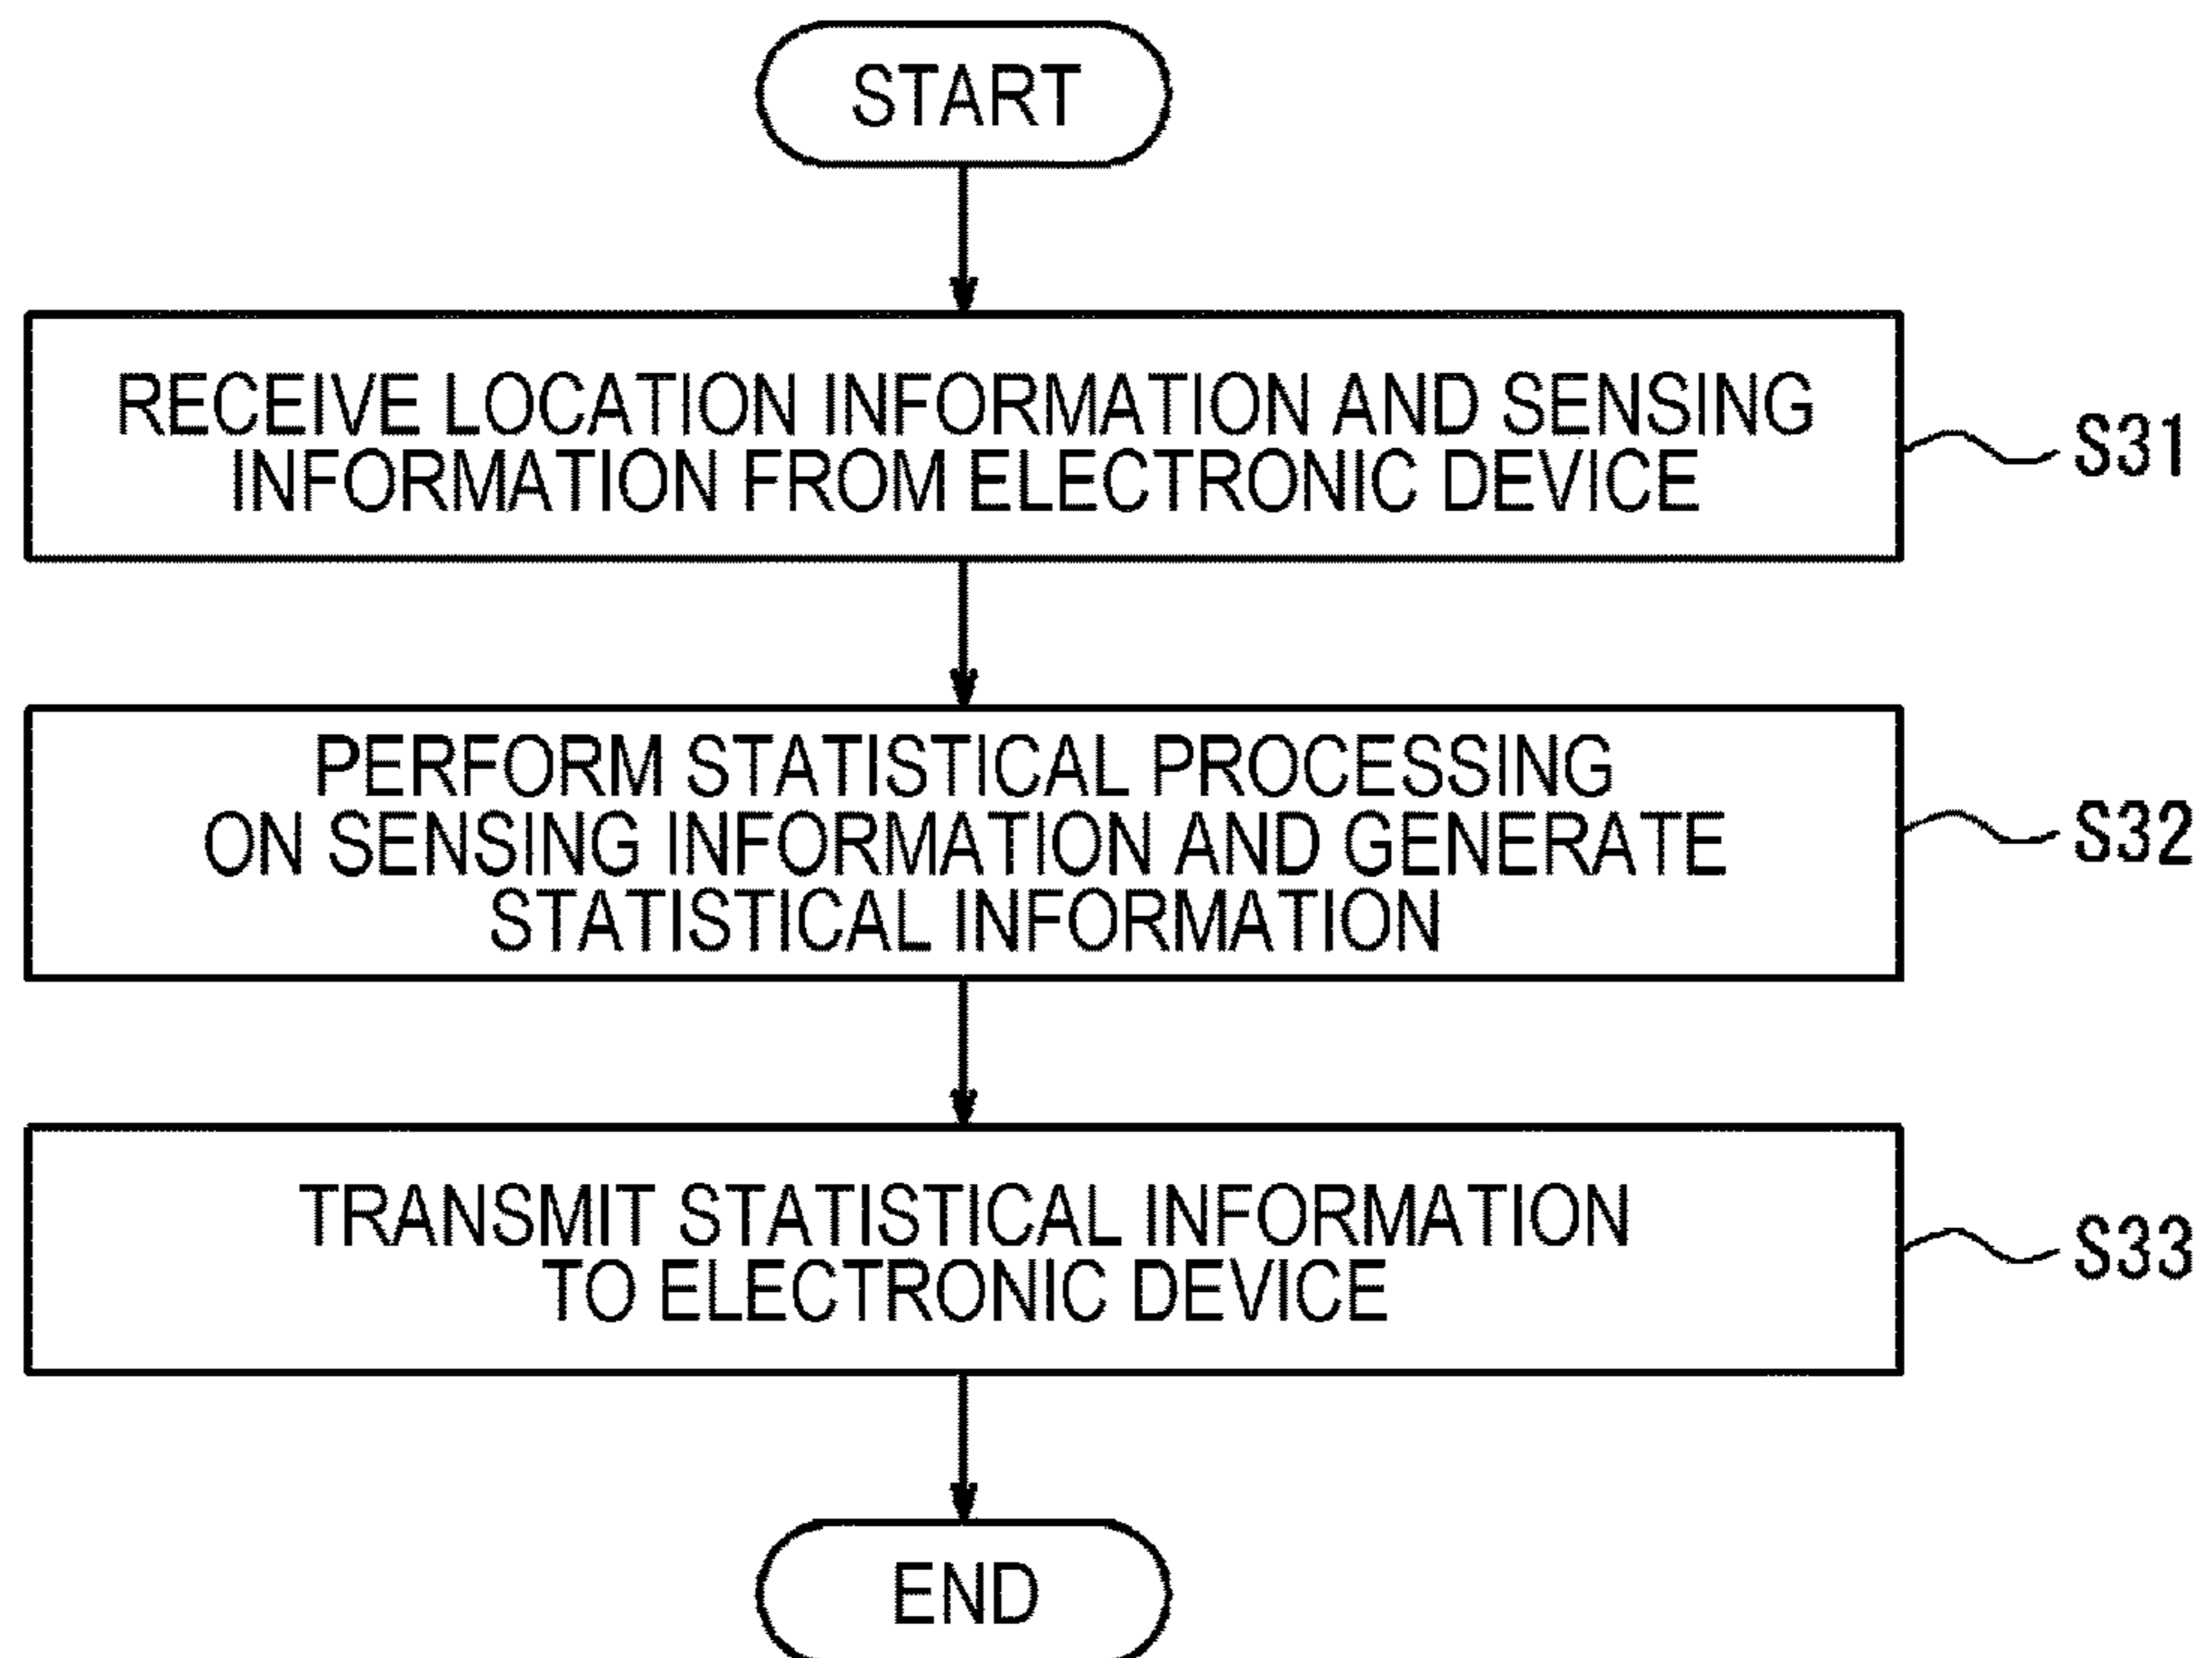 START
RECEIVE LOCATION INFORMATION AND SENSING
INFORMATION FROM ELECTRONIC DEVICE
S31
PERFORM STATISTICAL PROCESSING
ON SENSING INFORMATION AND GENERATE
STATISTICAL INFORMATION
S32
TRANSMIT STATISTICAL INFORMATION
TO ELECTRONIC DEVICE
S33
END